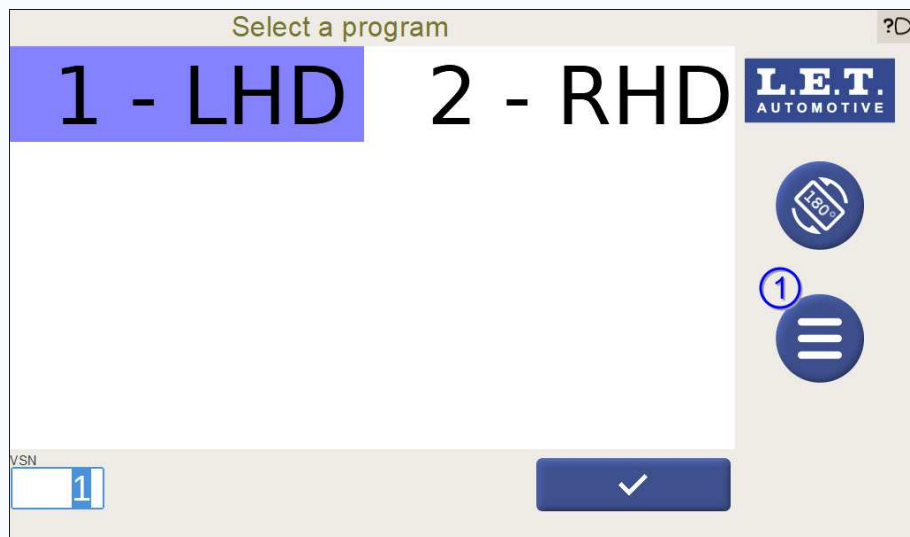 Select a program
?D
1 - LHD 2 - RHD
L.E.T.
AUTOMOTIVE
180°
1
VSN
1